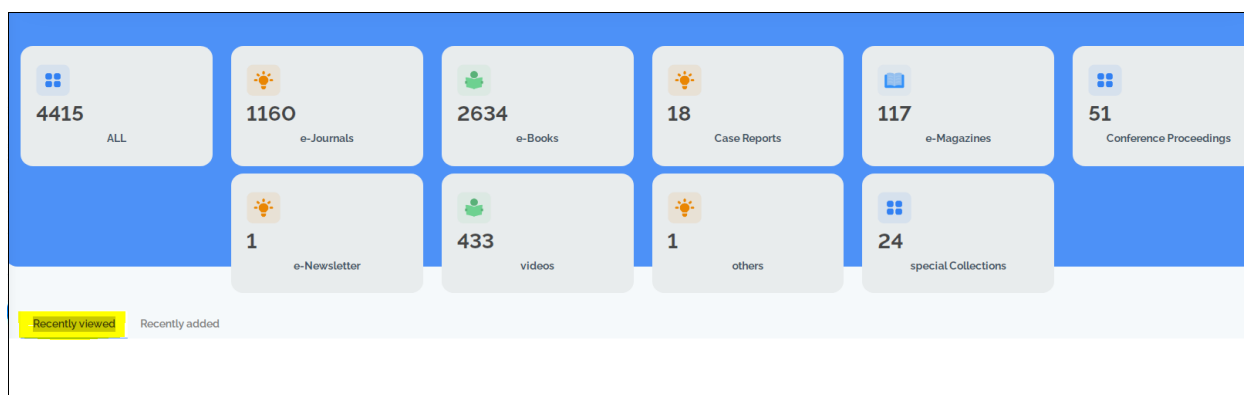 4415
ALL
1160
e-Journals
2634
e-Books
18
Case Reports
117
e-Magazines
51
Conference Proceedings
1
e-Newsletter
433
videos
1
others
24
special Collections
Recently viewed
Recently added